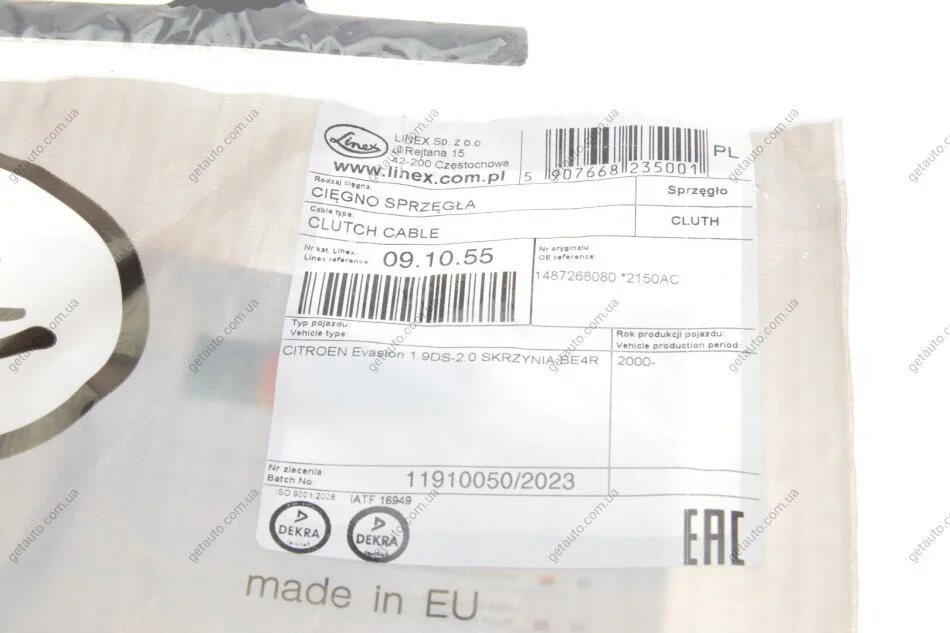 Linex
LINEX Sp. z o.o
ul Rejtana 15
42-200 Częstochowa
www.linex.com.pl
5 907668 235001
PL
Rodzaj cięgna:
CIĘGNO SPRZĘGŁA
Sprzęgło
Cable type:
CLUTCH CABLE
CLUTH
Nr kat. Linex:
Linex reference:
09.10.55
Nr oryginału
OE reference:
1487268080 *2150AC
Typ pojazdu
Vehicle type:
CITROEN Evasion 1.9DS-2.0 SKRZYNIA BE4R
Rok produkcji pojazdu:
Vehicle production period:
2000-
Nr zlecenia:
Batch No:
11910050/2023
ISO 9001:2008
IATF 16949
DEKRA
DEKRA
EAC
made in EU
getauto.com.ua